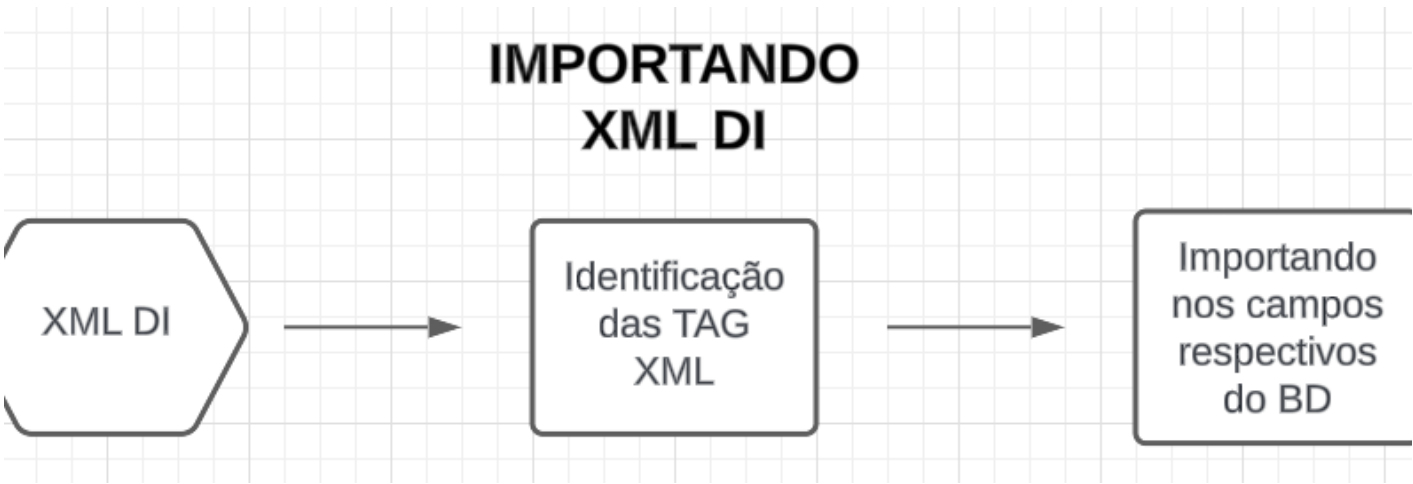 IMPORTANDO
XML DI
XML DI
Identificação
das TAG
XML
Importando
nos campos
respectivos
do BD